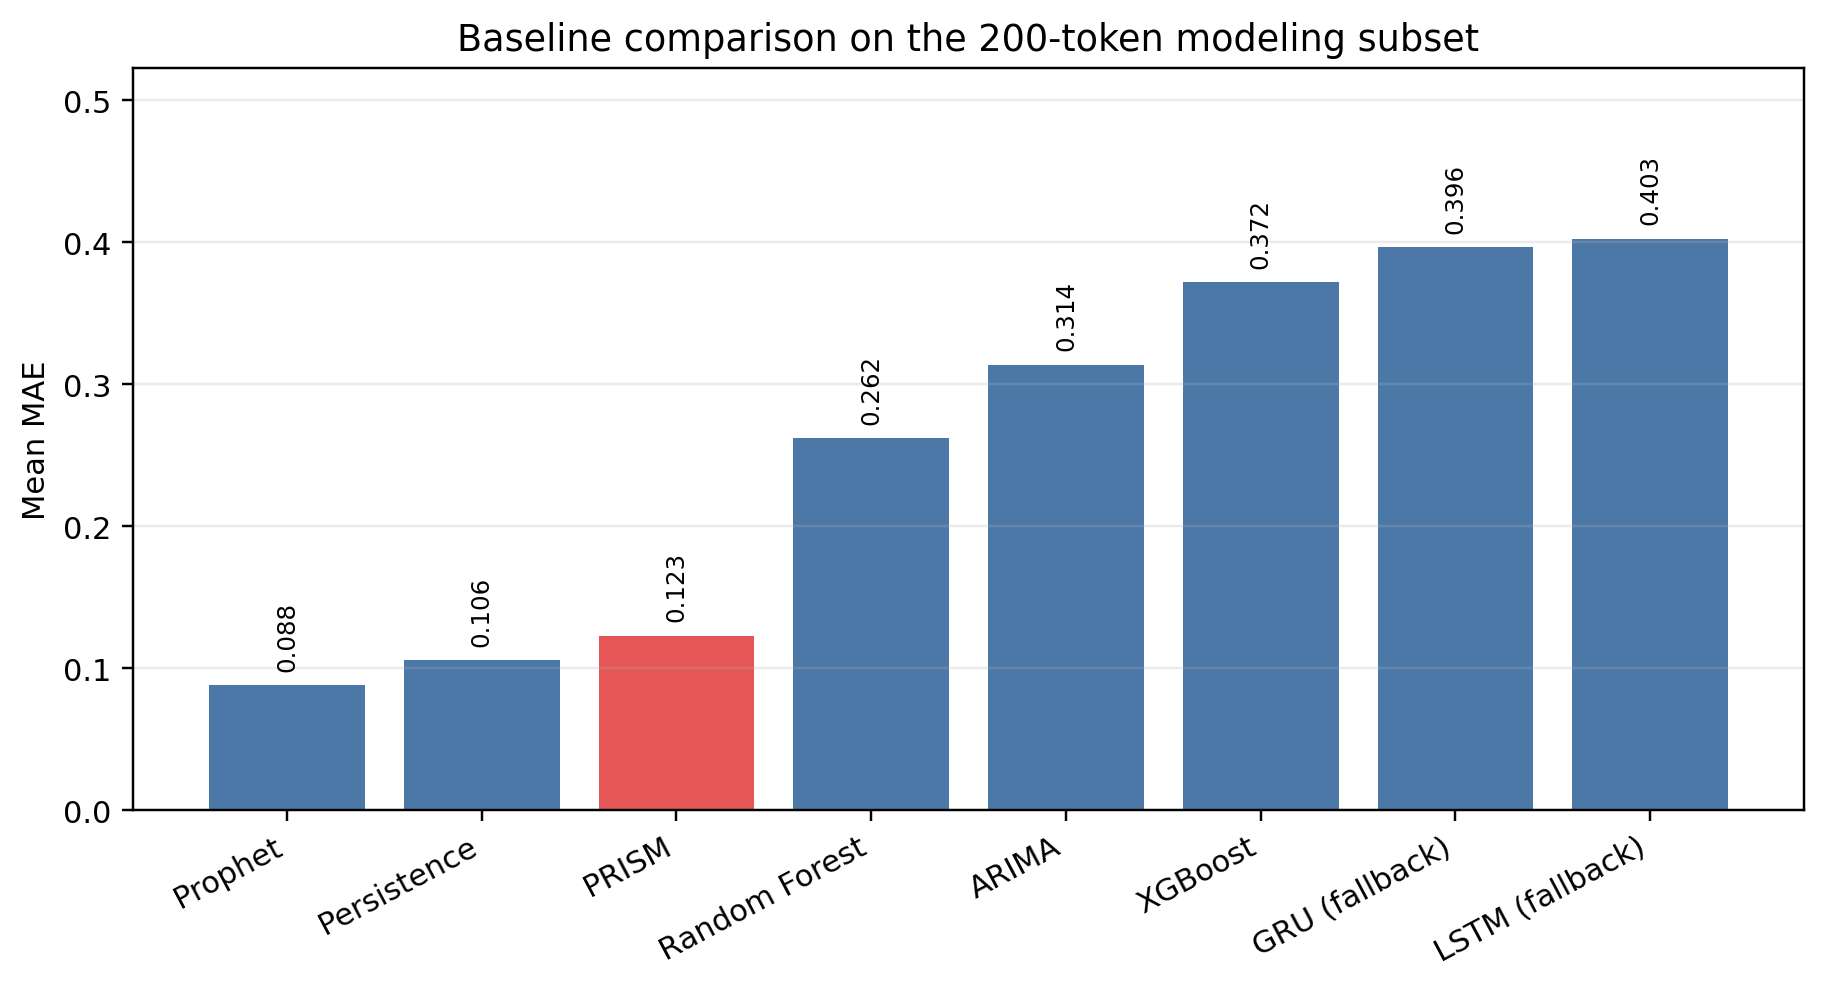 Baseline comparison on the 200-token modeling subset
Mean MAE
0.5
0.4
0.3
0.2
0.1
0.0
0.088
0.106
0.123
0.262
0.314
0.372
0.396
0.403
Prophet
Persistence
PRISM
Random Forest
ARIMA
XGBoost
GRU (fallback)
LSTM (fallback)